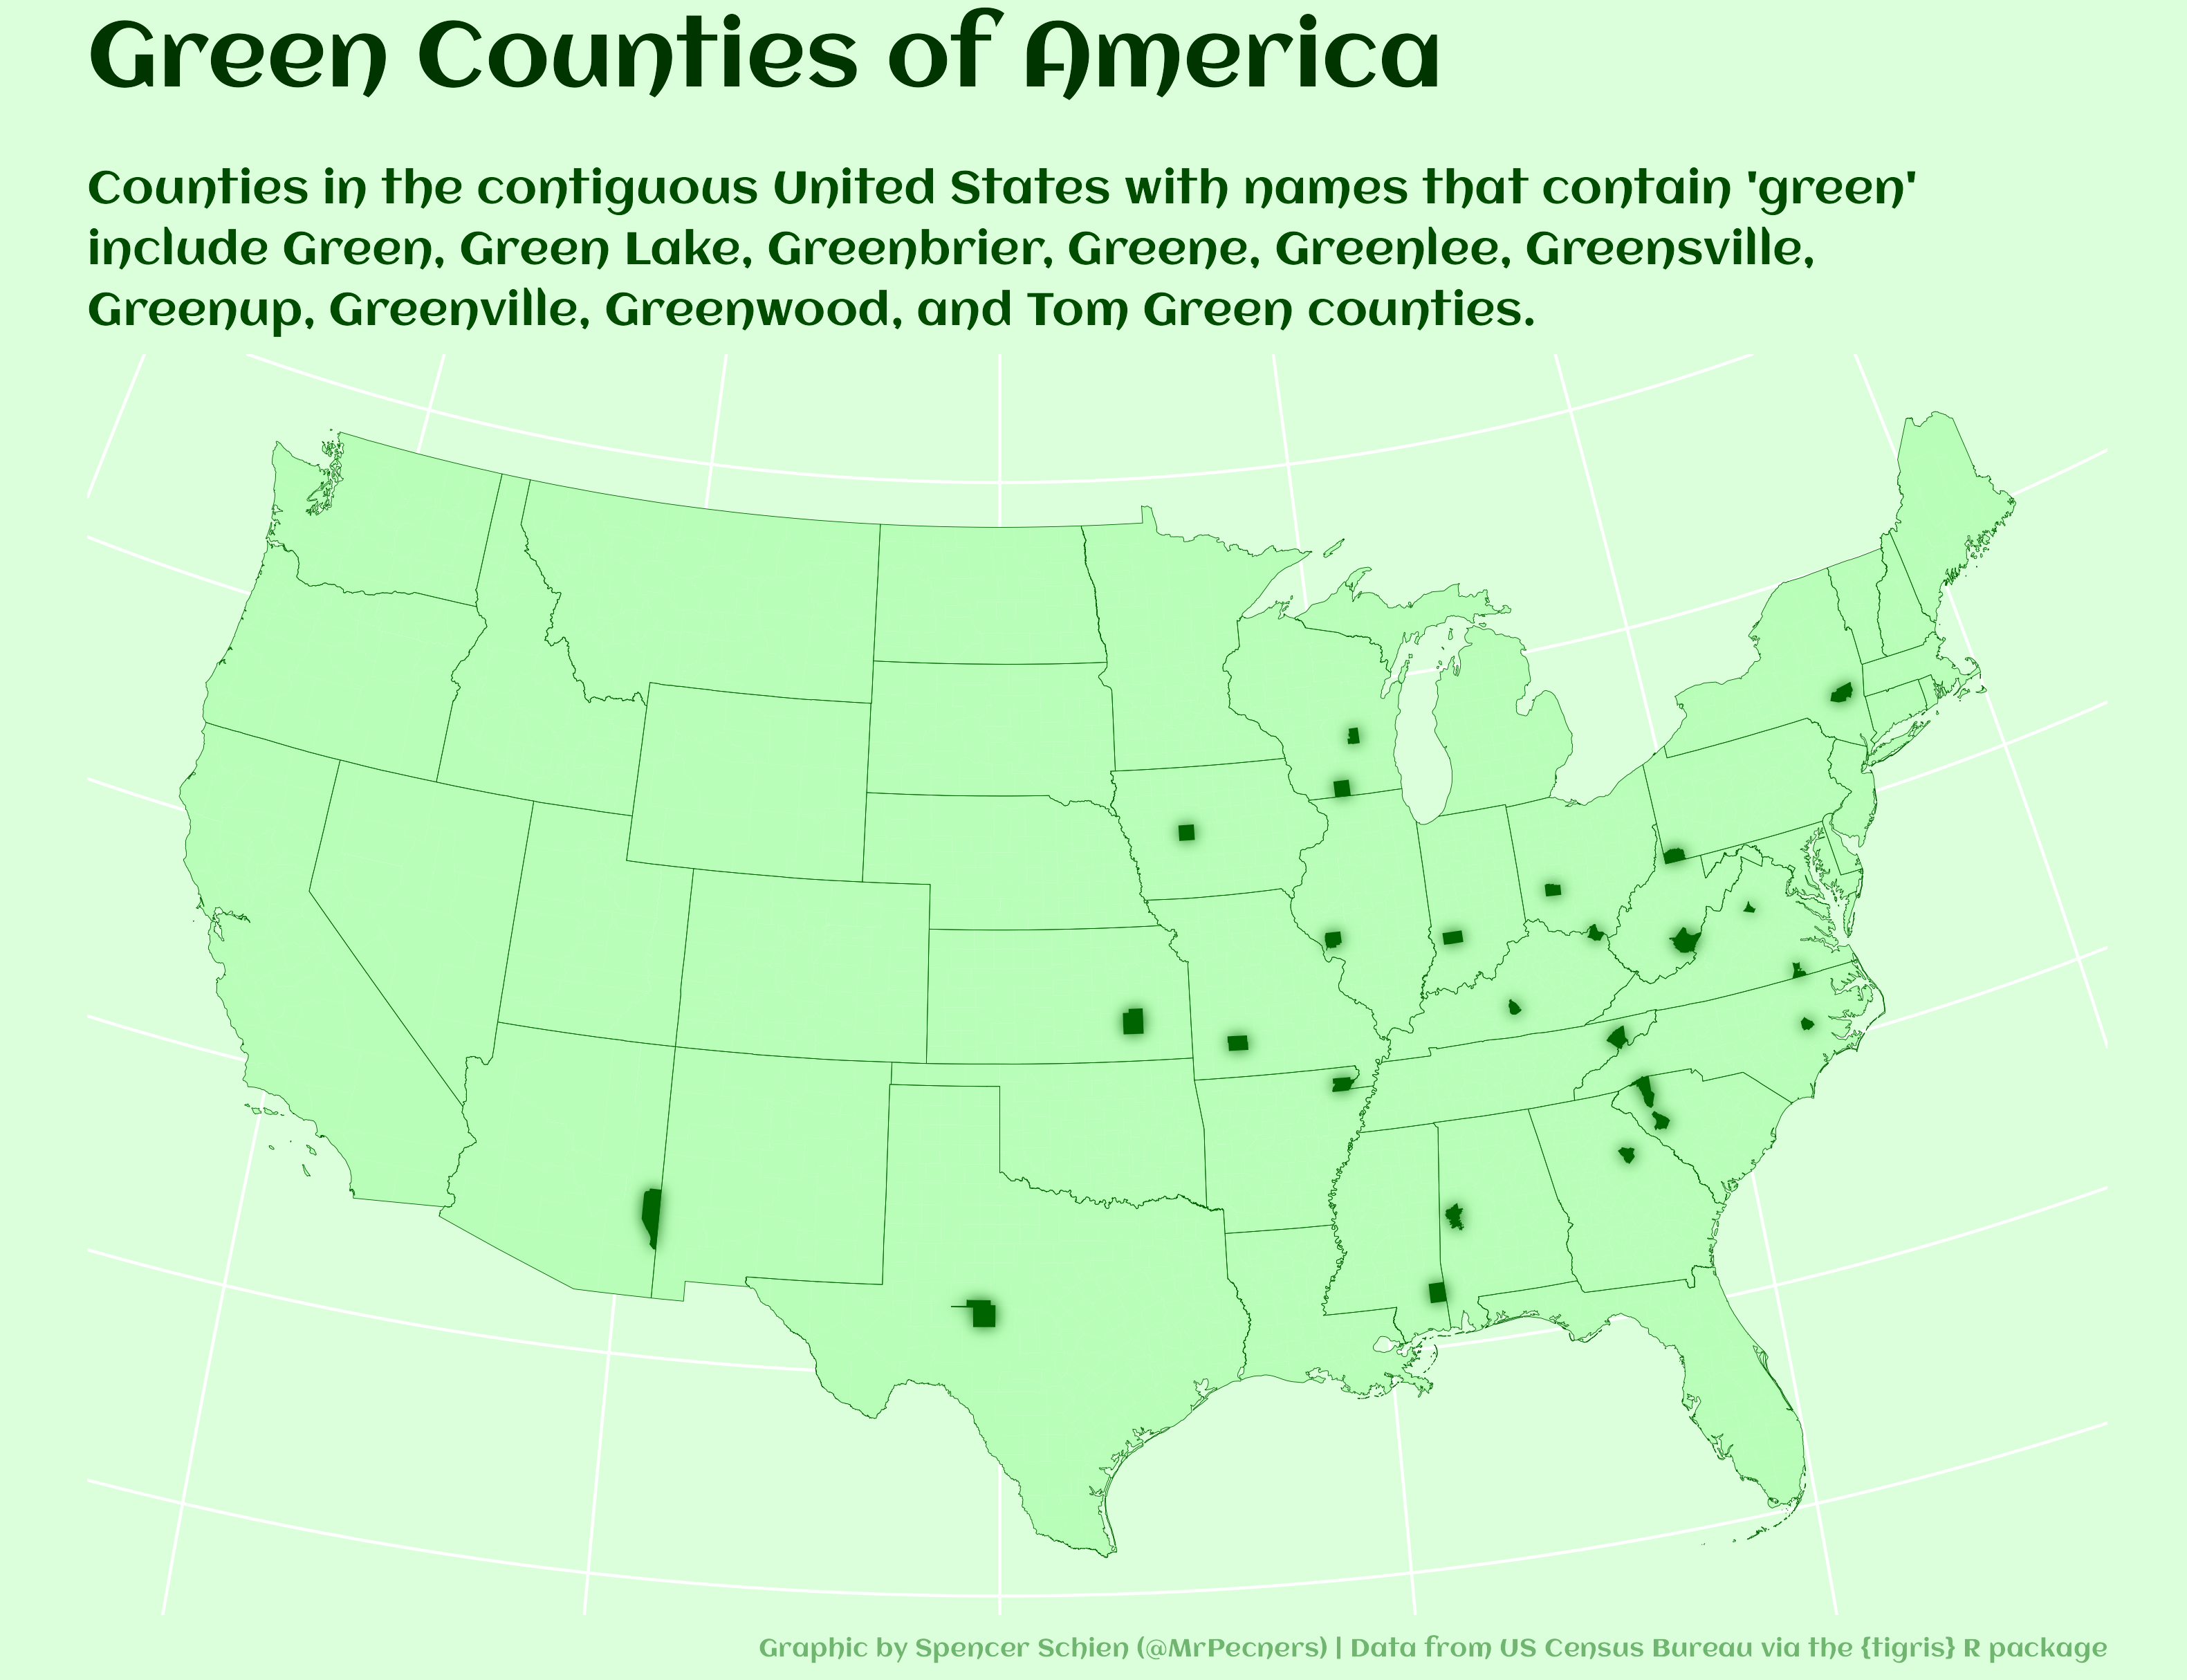 Green Counties of America
Counties in the contiguous United States with names that contain 'green'
include Green, Green Lake, Greenbrier, Greene, Greenlee, Greensville,
Greenup, Greenville, Greenwood, and Tom Green counties.
Graphic by Spencer Schien (@MrPecners) | Data from US Census Bureau via the {tigris} R package